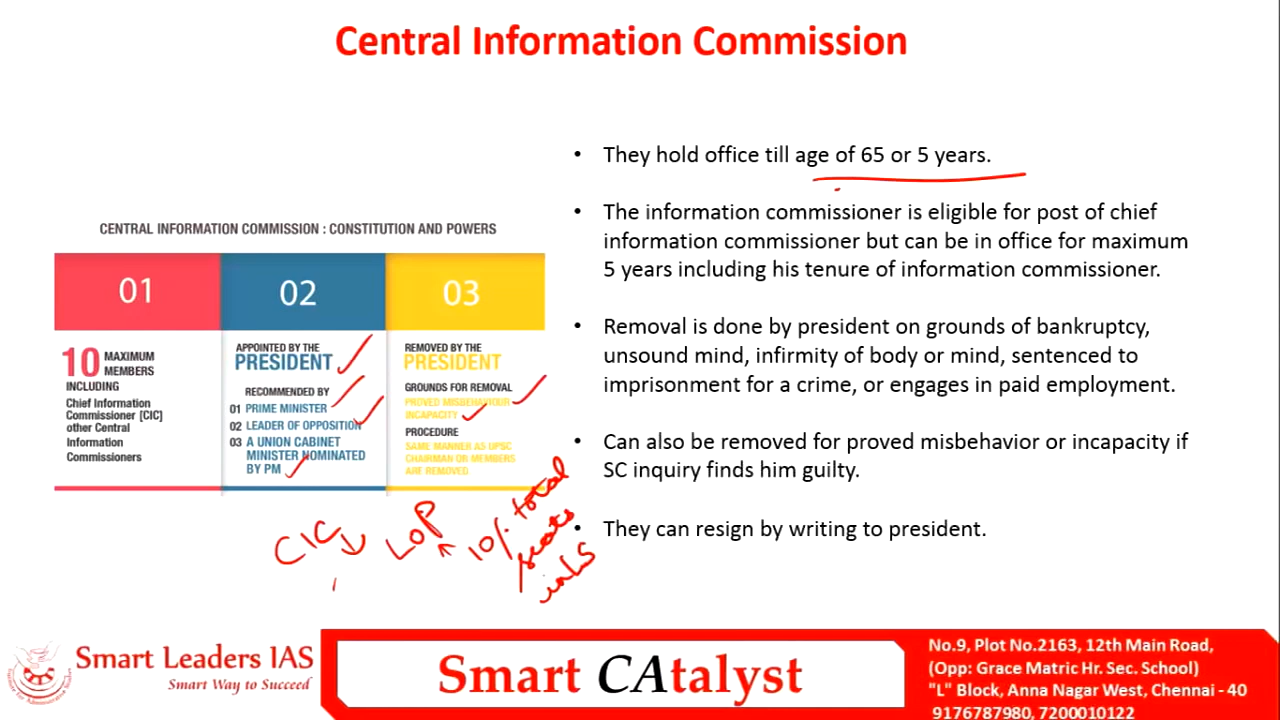 Central Information Commission
• They hold office till age of 65 or 5 years.
• The information commissioner is eligible for post of chief
information commissioner but can be in office for maximum
5 years including his tenure of information commissioner.
• Removal is done by president on grounds of bankruptcy,
unsound mind, infirmity of body or mind, sentenced to
imprisonment for a crime, or engages in paid employment.
• Can also be removed for proved misbehavior or incapacity if
SC inquiry finds him guilty.
• They can resign by writing to president.
CENTRAL INFORMATION COMMISSION : CONSTITUTION AND POWERS
01
10 MAXIMUM
MEMBERS
INCLUDING
Chief Information
Commissioner [CIC]
other Central
Information
Commissioners
02
APPOINTED BY THE
PRESIDENT
RECOMMENDED BY
01 PRIME MINISTER
02 LEADER OF OPPOSITION
03 A UNION CABINET
MINISTER NOMINATED
BY PM
03
REMOVED BY THE
PRESIDENT
GROUNDS FOR REMOVAL
PROVED MISBEHAVIOUR
INCAPACITY
PROCEDURE
SAME MANNER AS UPSC
CHAIRMAN OR MEMBERS
ARE REMOVED
CIC
LOP
10% total
seats
in LS
Smart Leaders IAS
Smart Way to Succeed
Smart CAtalyst
No.9, Plot No.2163, 12th Main Road,
(Opp: Grace Matric Hr. Sec. School)
"L" Block, Anna Nagar West, Chennai - 40
9176787980, 7200010122